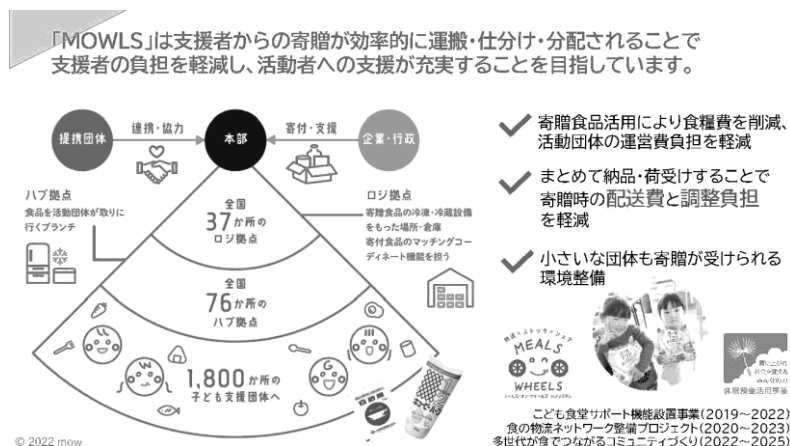 「MOWLS」は支援者からの寄贈が効率的に運搬・仕分け・分配されることで
支援者の負担を軽減し、活動者への支援が充実することを目指しています。
提携団体
連携・協力
本部
寄付・支援
企業・行政
ハブ拠点
食品を活動団体が取りに
行くブランチ
全国
37か所の
ロジ拠点
ロジ拠点
寄贈食品の冷凍・冷蔵設備
をもった場所・倉庫
寄付食品のマッチングコー
ディネート機能を担う
全国
76か所の
ハブ拠点
1,800か所の
子ども支援団体へ
寄贈食品活用により食糧費を削減、
活動団体の運営費負担を軽減
まとめて納品・荷受けすることで
寄贈時の配送費と調整負担
を軽減
小さいな団体も寄贈が受けられる
環境整備
物流×ストック×シェア
MEALS
WHEELS
休眠預金活用事業
こども食堂サポート機能設置事業(2019～2022)
食の物流ネットワーク整備プロジェクト(2020～2023)
多世代が食でつながるコミュニティづくり(2022～2025)
© 2022 mow